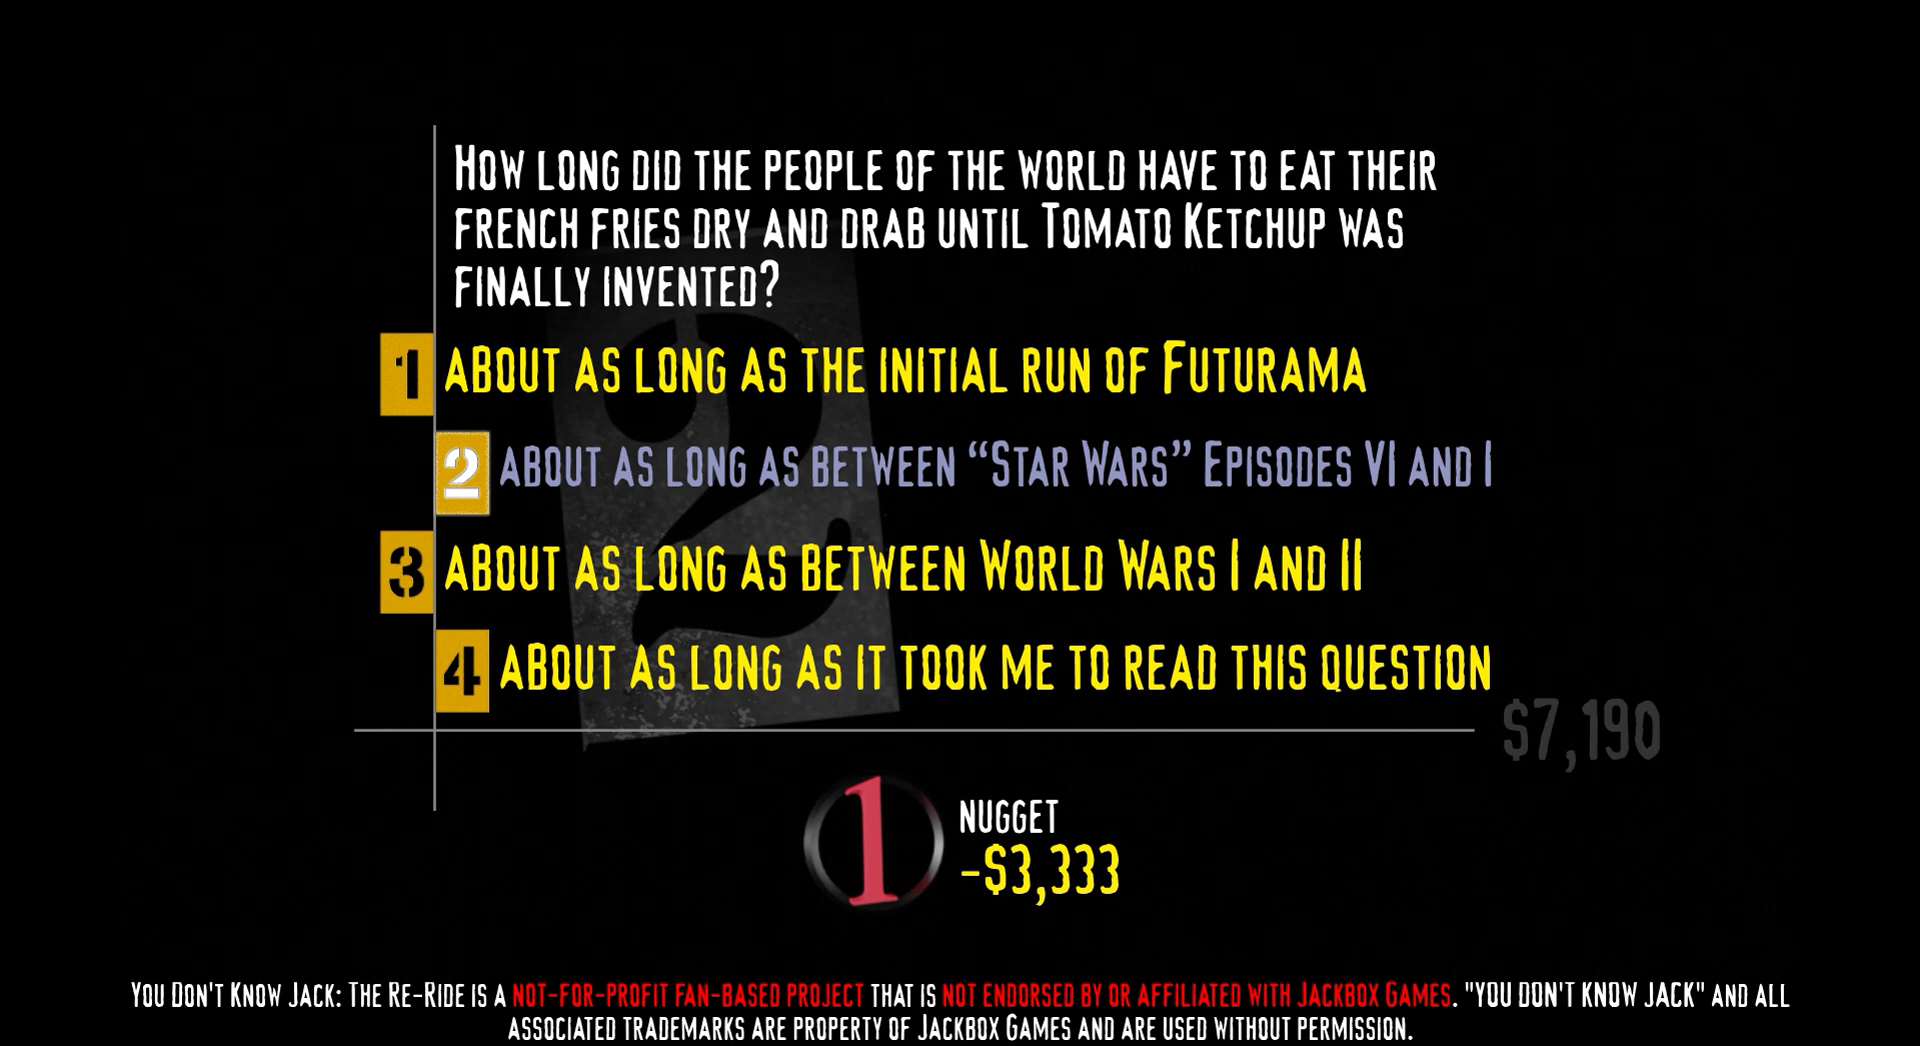 How long did the people of the world have to eat their
french fries dry and drab until Tomato Ketchup was
finally invented?
1 about as long as the initial run of Futurama
2 about as long as between “Star Wars” Episodes VI and I
3 about as long as between World Wars I and II
4 about as long as it took me to read this question
$7,190
2
1
NUGGET
-$3,333
You Don't Know Jack: The Re-Ride is a not-for-profit fan-based project that is not endorsed by or affiliated with Jackbox Games. "YOU DON'T KNOW JACK" and all
associated trademarks are property of Jackbox Games and are used without permission.